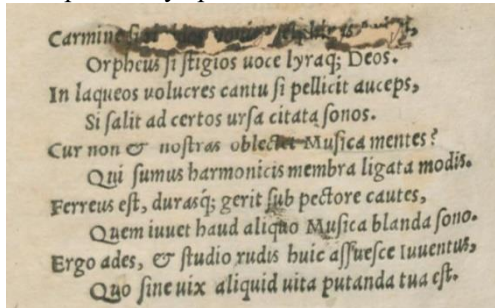 Carmine si
Orpheus si stigios uoce lyraq; Deos.
In laqueos uolucres cantu si pellicit auceps,
Si salit ad certos ursa citata sonos.
Cur non & nostras oblectet Musica mentes?
Qui sumus harmonicis membra ligata modis.
Ferreus est, durasq́; gerit sub pectore cautes,
Quem iuuet haud aliquo Musica blanda sono.
Ergo ades, & studio rudis huic assuesce iuuentus,
Quo sine uix aliquid uita putanda tua est.